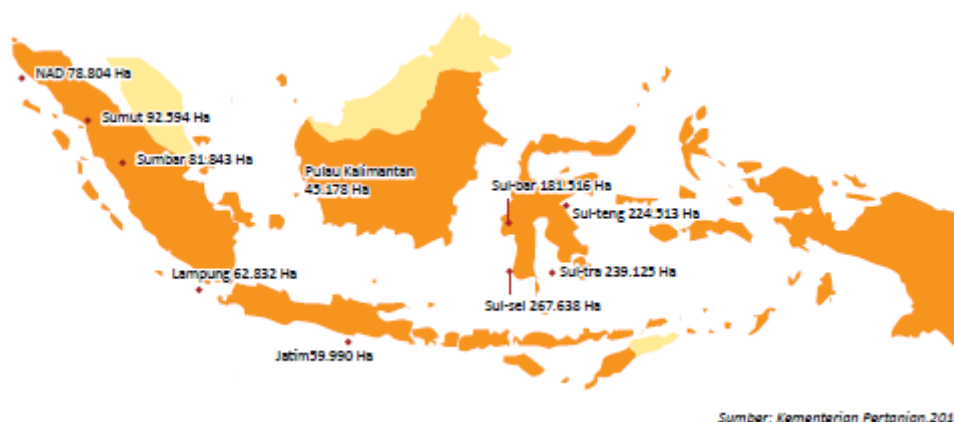 NAD 78.804 Ha
Sumut 92.594 Ha
Sumbar 81.843 Ha
Pulau Kalimantan
45.178 Ha
Sul-bar 181.516 Ha
Sul-teng 224.513 Ha
Lampung 62.832 Ha
Sul-tra 239.125 Ha
Sul-sel 267.638 Ha
Jatim59.990 Ha
Sumber: Kementerian Pertanian,201